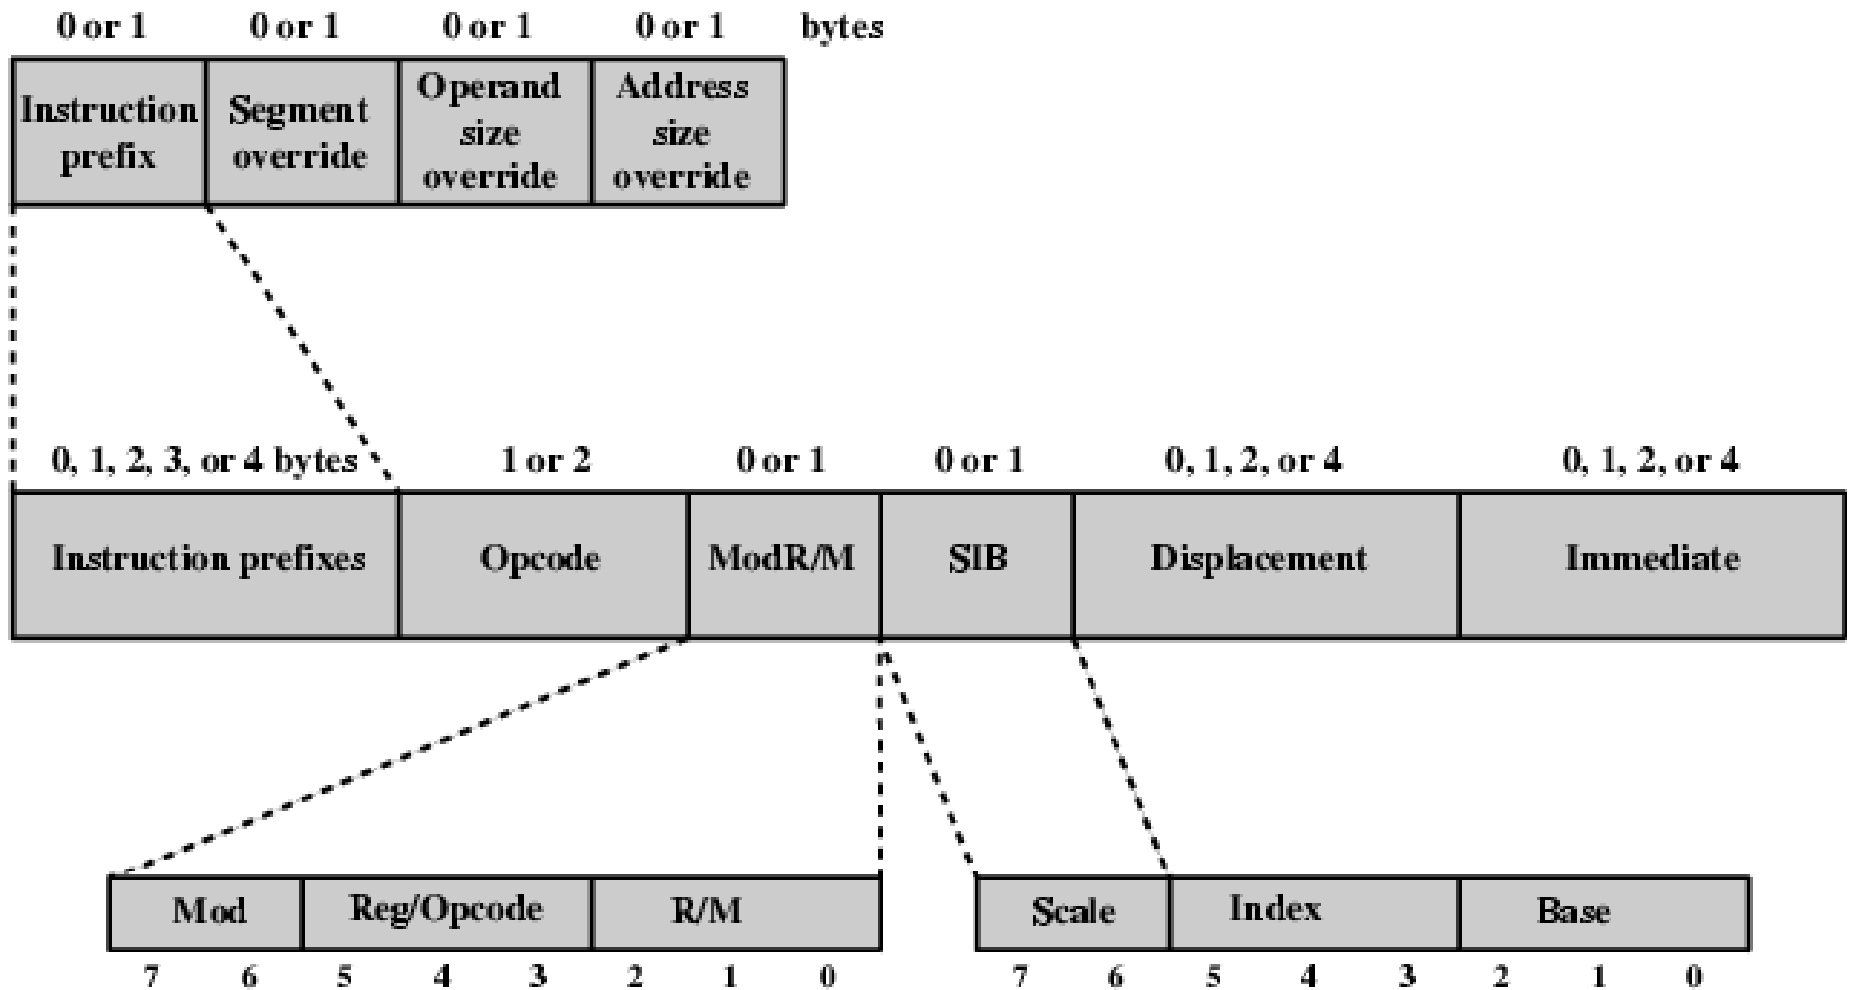 0 or 1 0 or 1 0 or 1 0 or 1 bytes
Instruction prefix
Segment override
Operand size override
Address size override
0, 1, 2, 3, or 4 bytes 1 or 2 0 or 1 0 or 1 0, 1, 2, or 4 0, 1, 2, or 4
Instruction prefixes Opcode ModR/M SIB Displacement Immediate
Mod Reg/Opcode R/M Scale Index Base
7 6 5 4 3 2 1 0 7 6 5 4 3 2 1 0